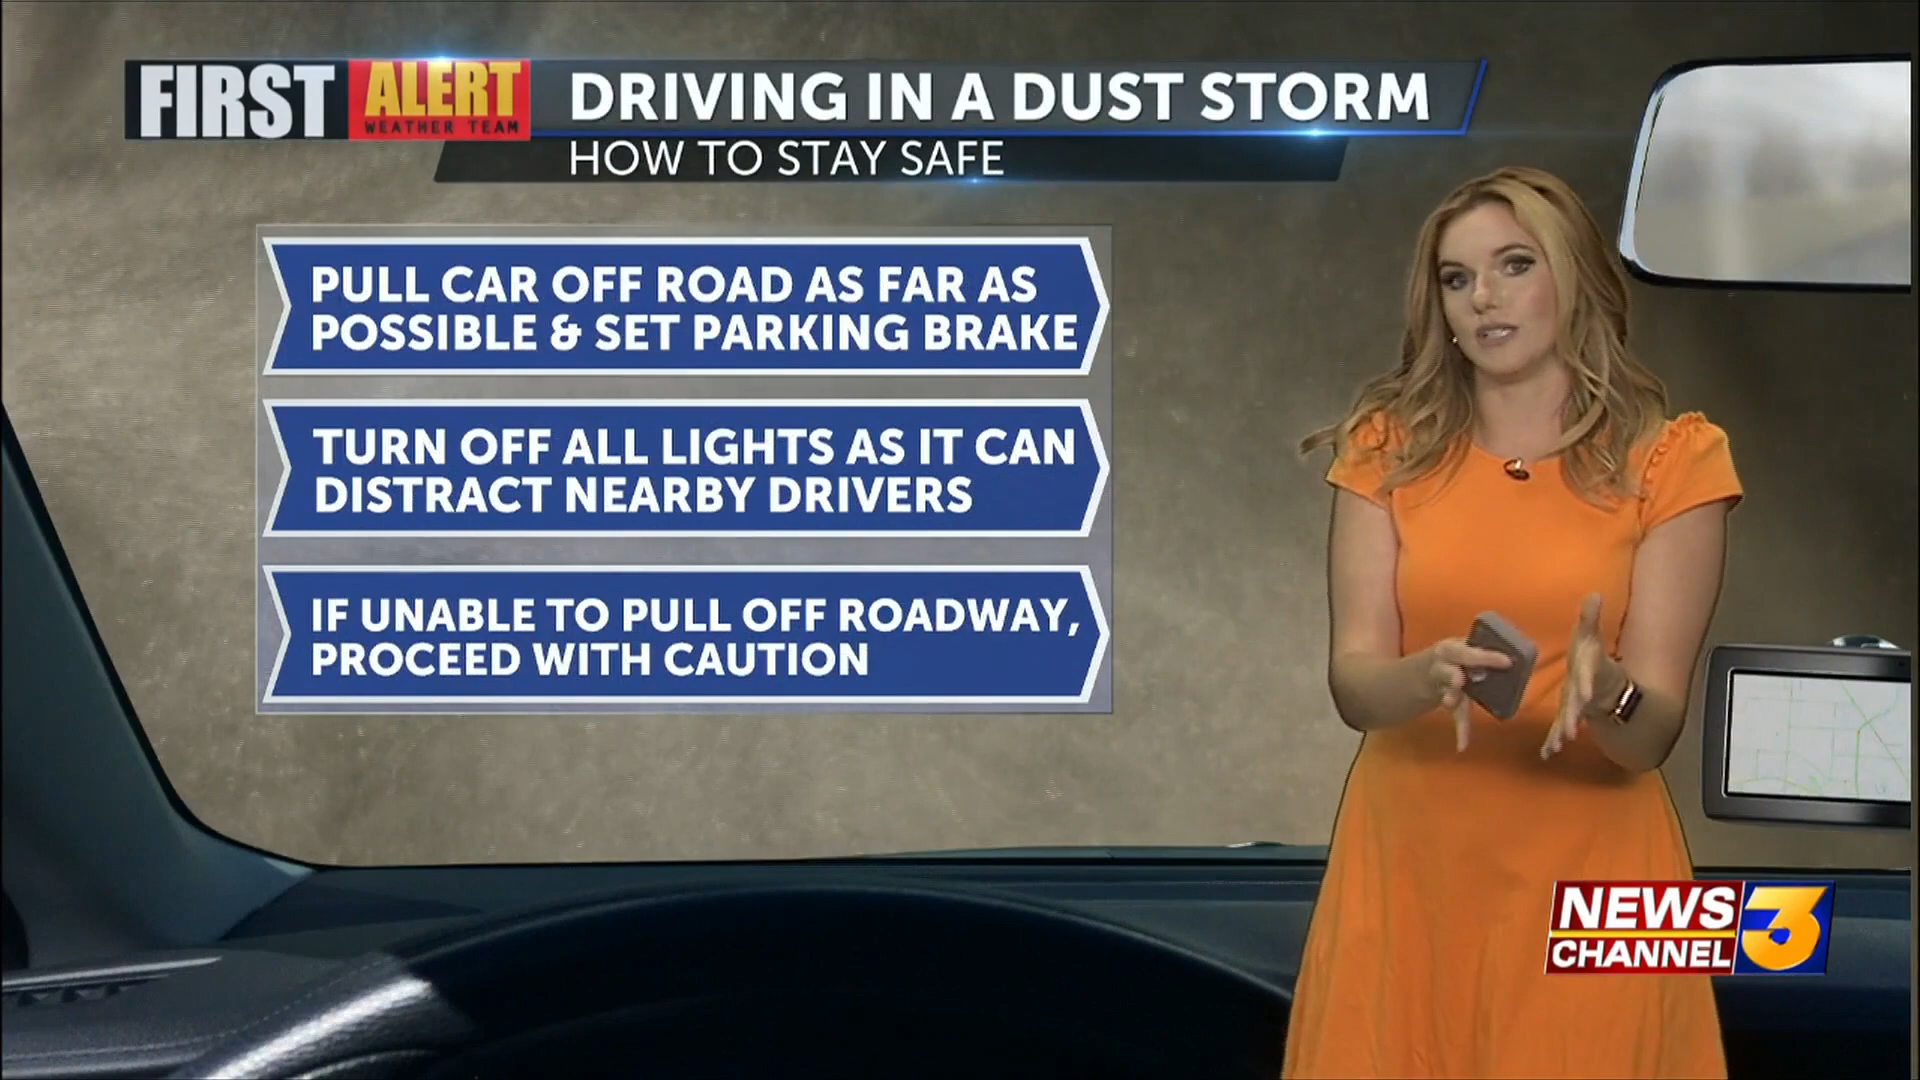 FIRST ALERT
WEATHER TEAM
DRIVING IN A DUST STORM
HOW TO STAY SAFE
PULL CAR OFF ROAD AS FAR AS
POSSIBLE & SET PARKING BRAKE
TURN OFF ALL LIGHTS AS IT CAN
DISTRACT NEARBY DRIVERS
IF UNABLE TO PULL OFF ROADWAY,
PROCEED WITH CAUTION
NEWS
CHANNEL 3